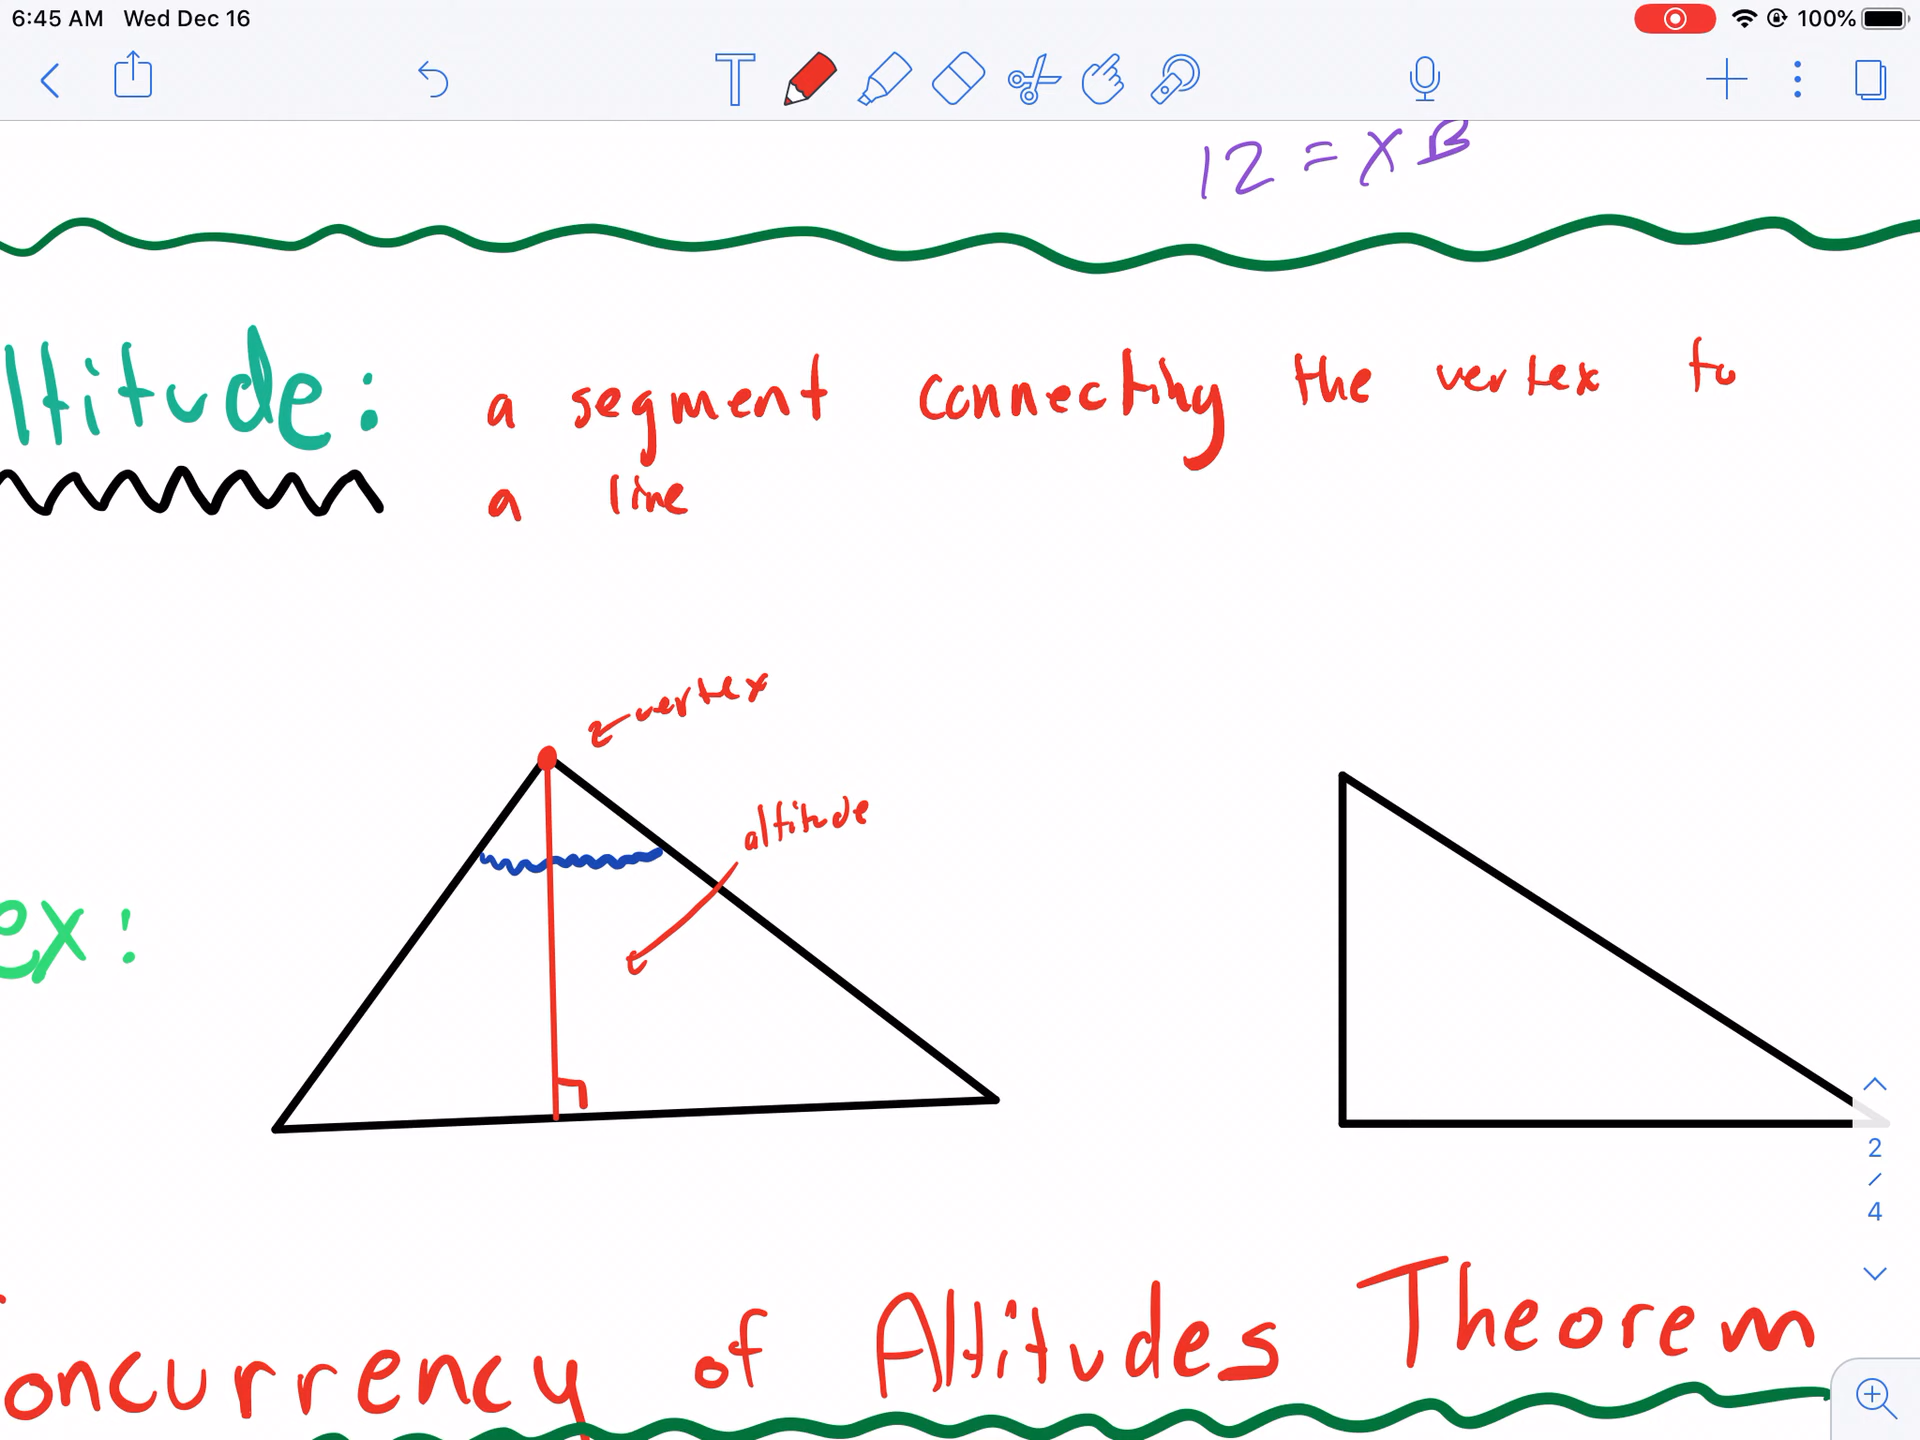 6:45 AM Wed Dec 16
100%
T
12 = XB
ltitude: a segment connecting the vertex to
a line
vertex
altitude
ex:
2
/
4
oncurrency of Altitudes Theorem